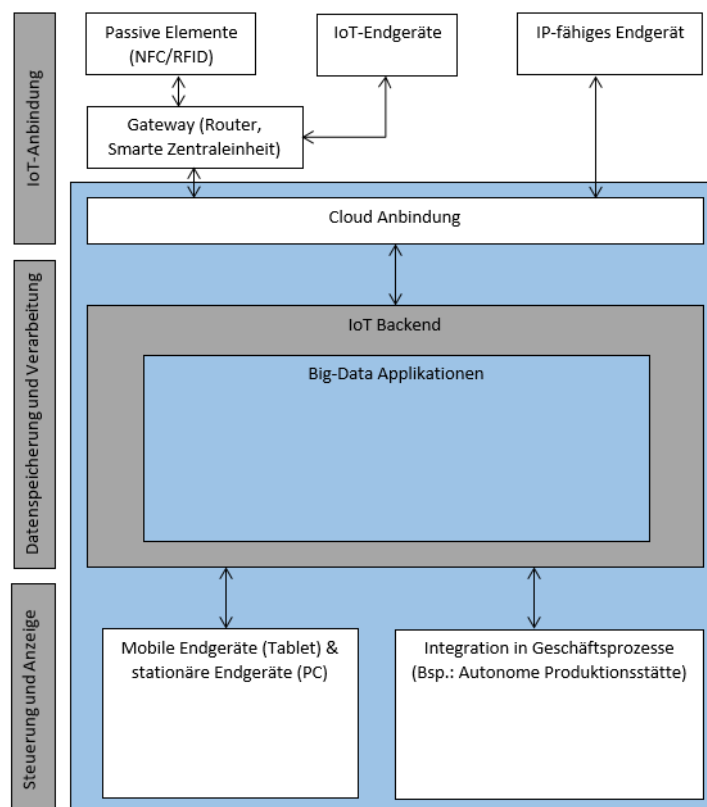 Passive Elemente
(NFC/RFID)
IoT-Endgeräte
IP-fähiges Endgerät
Gateway (Router,
Smarte Zentraleinheit)
IoT-Anbindung
Cloud Anbindung
Datenspeicherung und Verarbeitung
IoT Backend
Big-Data Applikationen
Steuerung und Anzeige
Mobile Endgeräte (Tablet) &
stationäre Endgeräte (PC)
Integration in Geschäftsprozesse
(Bsp.: Autonome Produktionsstätte)